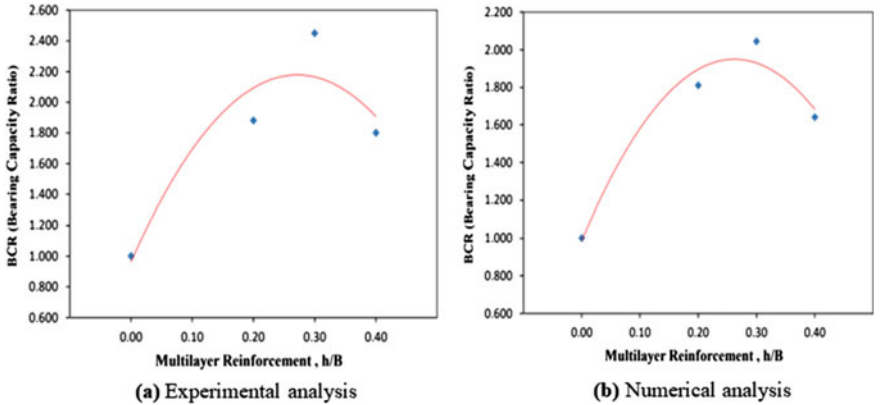 BCR (Bearing Capacity Ratio)
2.600
2.400
2.200
2.000
1.800
1.600
1.400
1.200
1.000
0.800
0.600
0.00 0.10 0.20 0.30 0.40
Multilayer Reinforcement , h/B
(a) Experimental analysis
BCR (Bearing Capacity Ratio)
2.200
2.000
1.800
1.600
1.400
1.200
1.000
0.800
0.600
0.00 0.10 0.20 0.30 0.40
Multilayer Reinforcement , h/B
(b) Numerical analysis